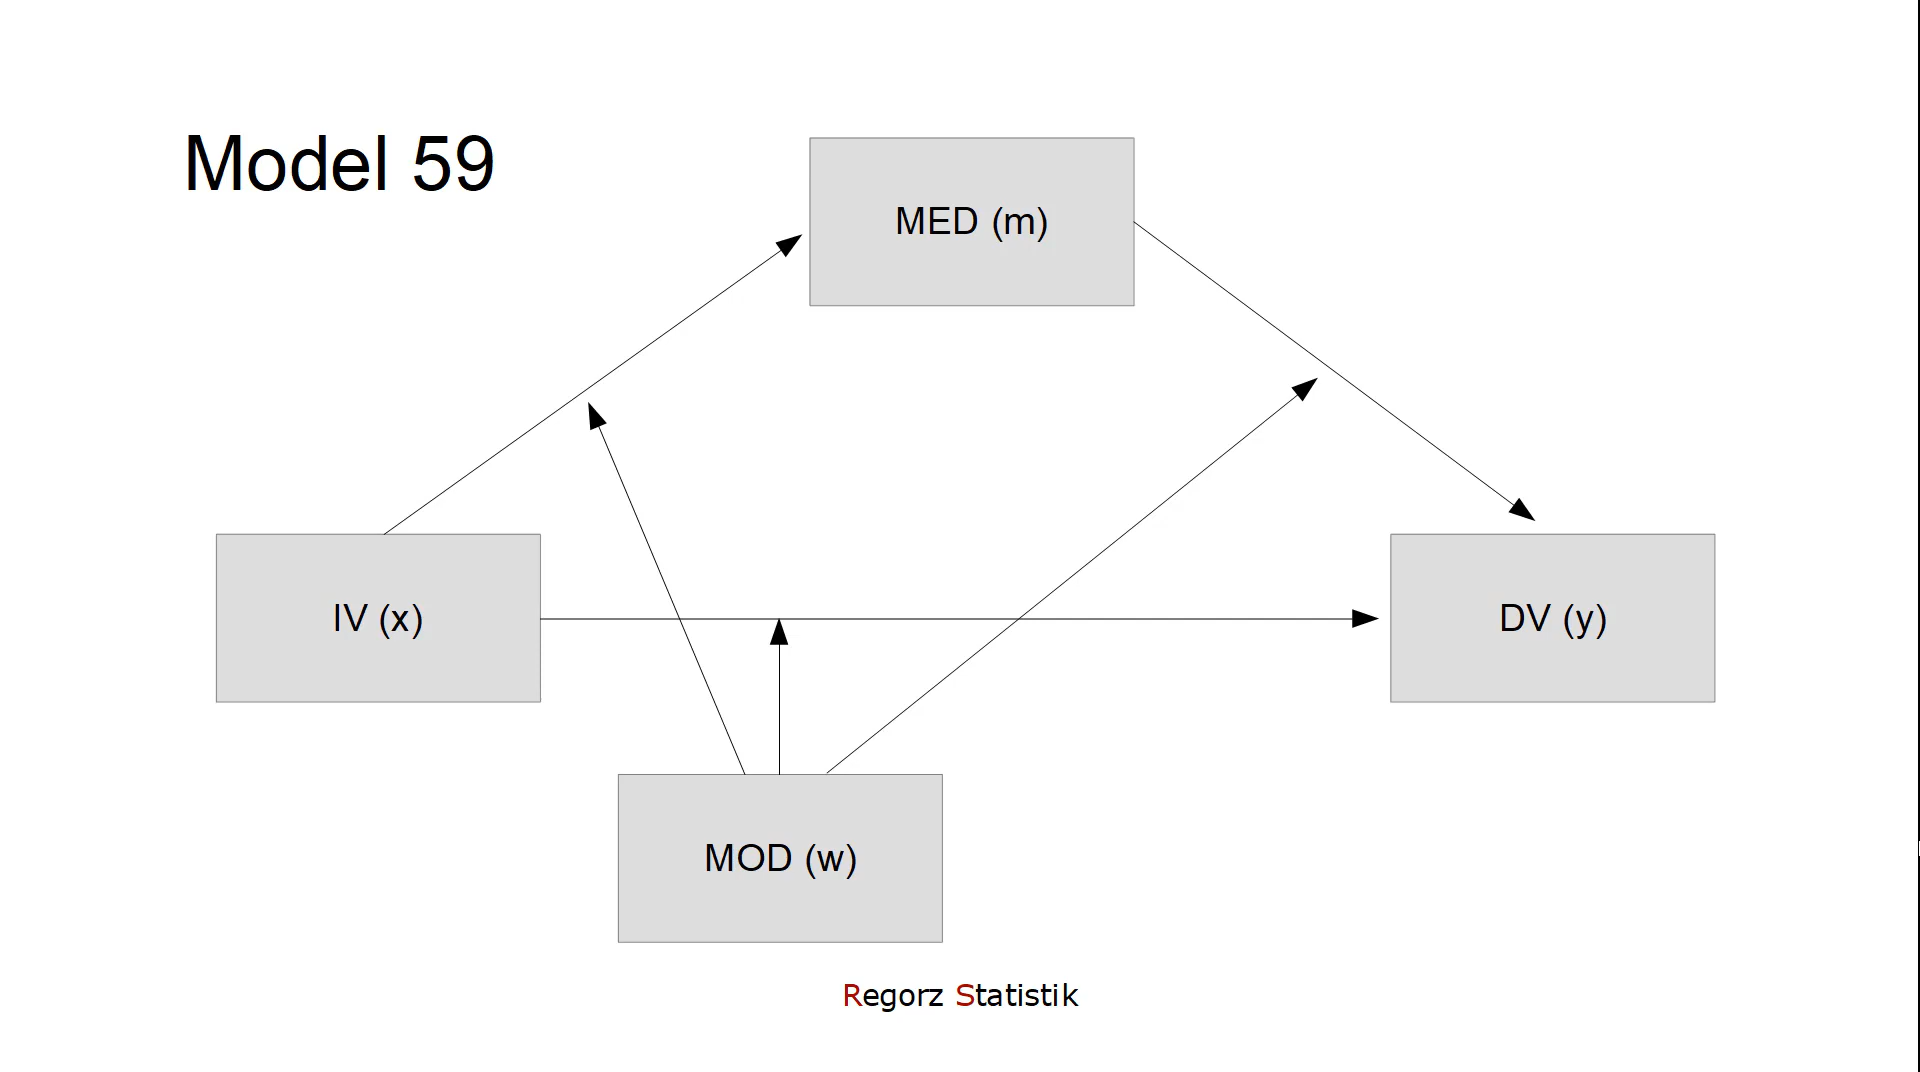 Model 59
MED (m)
IV (x)
DV (y)
MOD (w)
Regorz Statistik